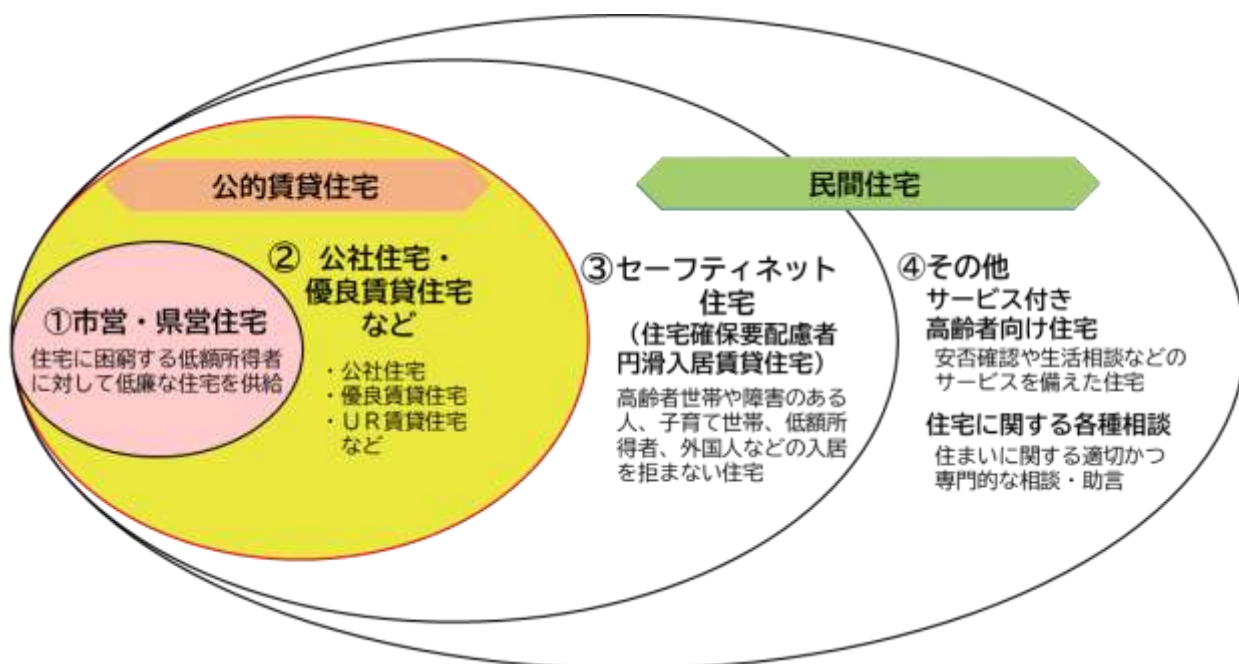 公的賃貸住宅
民間住宅
①市営・県営住宅
住宅に困窮する低額所得者
に対して低廉な住宅を供給
② 公社住宅・
優良賃貸住宅
など
・公社住宅
・優良賃貸住宅
・ＵＲ賃貸住宅
など
③セーフティネット
住宅
（住宅確保要配慮者
円滑入居賃貸住宅）
高齢者世帯や障害のある
人、子育て世帯、低額所
得者、外国人などの入居
を拒まない住宅
④その他
サービス付き
高齢者向け住宅
安否確認や生活相談などの
サービスを備えた住宅
住宅に関する各種相談
住まいに関する適切かつ
専門的な相談・助言